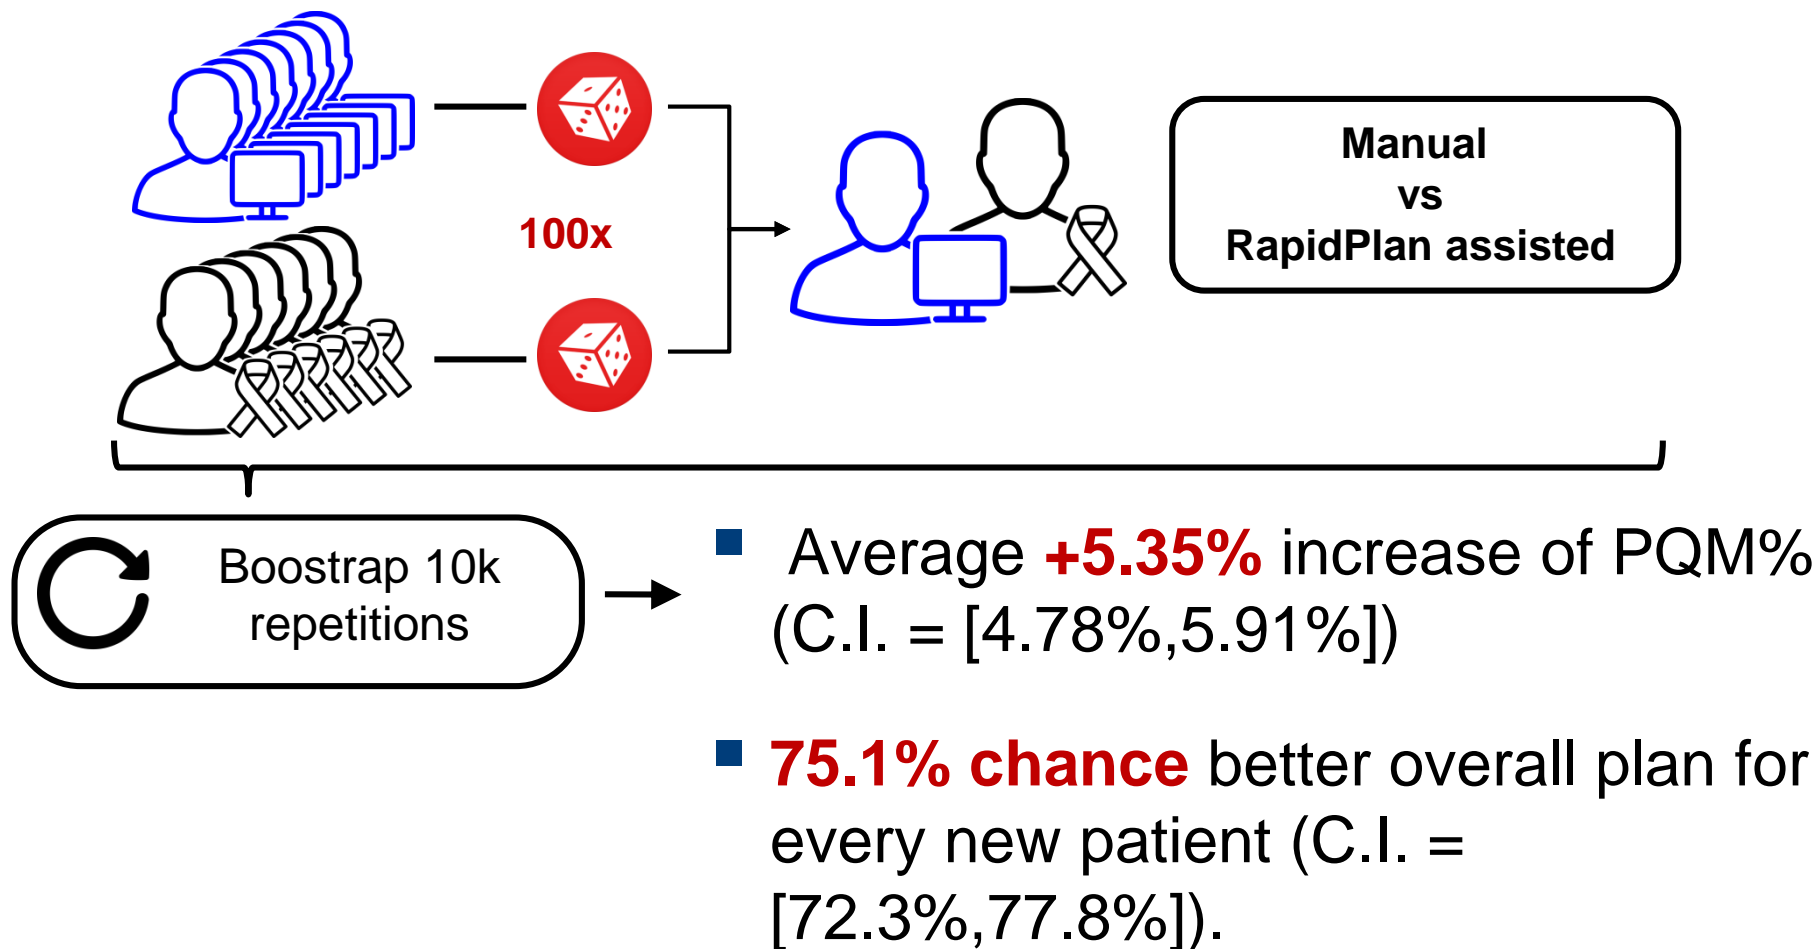 100x
Manual
vs
RapidPlan assisted
Boostrap 10k
repetitions
Average +5.35% increase of PQM%
(C.I. = [4.78%,5.91%])
75.1% chance better overall plan for
every new patient (C.I. =
[72.3%,77.8%]).